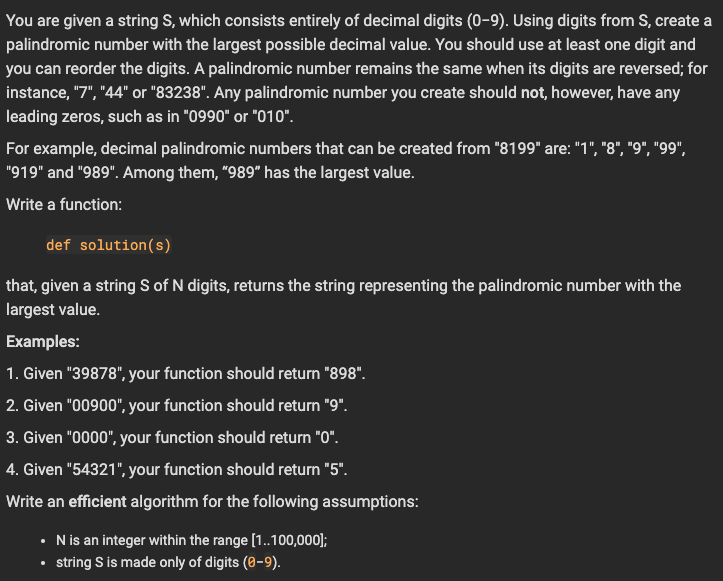 You are given a string S, which consists entirely of decimal digits (0−9). Using digits from S, create a
palindromic number with the largest possible decimal value. You should use at least one digit and
you can reorder the digits. A palindromic number remains the same when its digits are reversed; for
instance, "7", "44" or "83238". Any palindromic number you create should not, however, have any
leading zeros, such as in "0990" or "010".
For example, decimal palindromic numbers that can be created from "8199" are: "1", "8", "9", "99",
"919" and "989". Among them, “989” has the largest value.
Write a function:
def solution(s)
that, given a string S of N digits, returns the string representing the palindromic number with the
largest value.
Examples:
1. Given "39878", your function should return "898".
2. Given "00900", your function should return "9".
3. Given "0000", your function should return "0".
4. Given "54321", your function should return "5".
Write an efficient algorithm for the following assumptions:
• N is an integer within the range [1..100,000];
• string S is made only of digits (0−9).